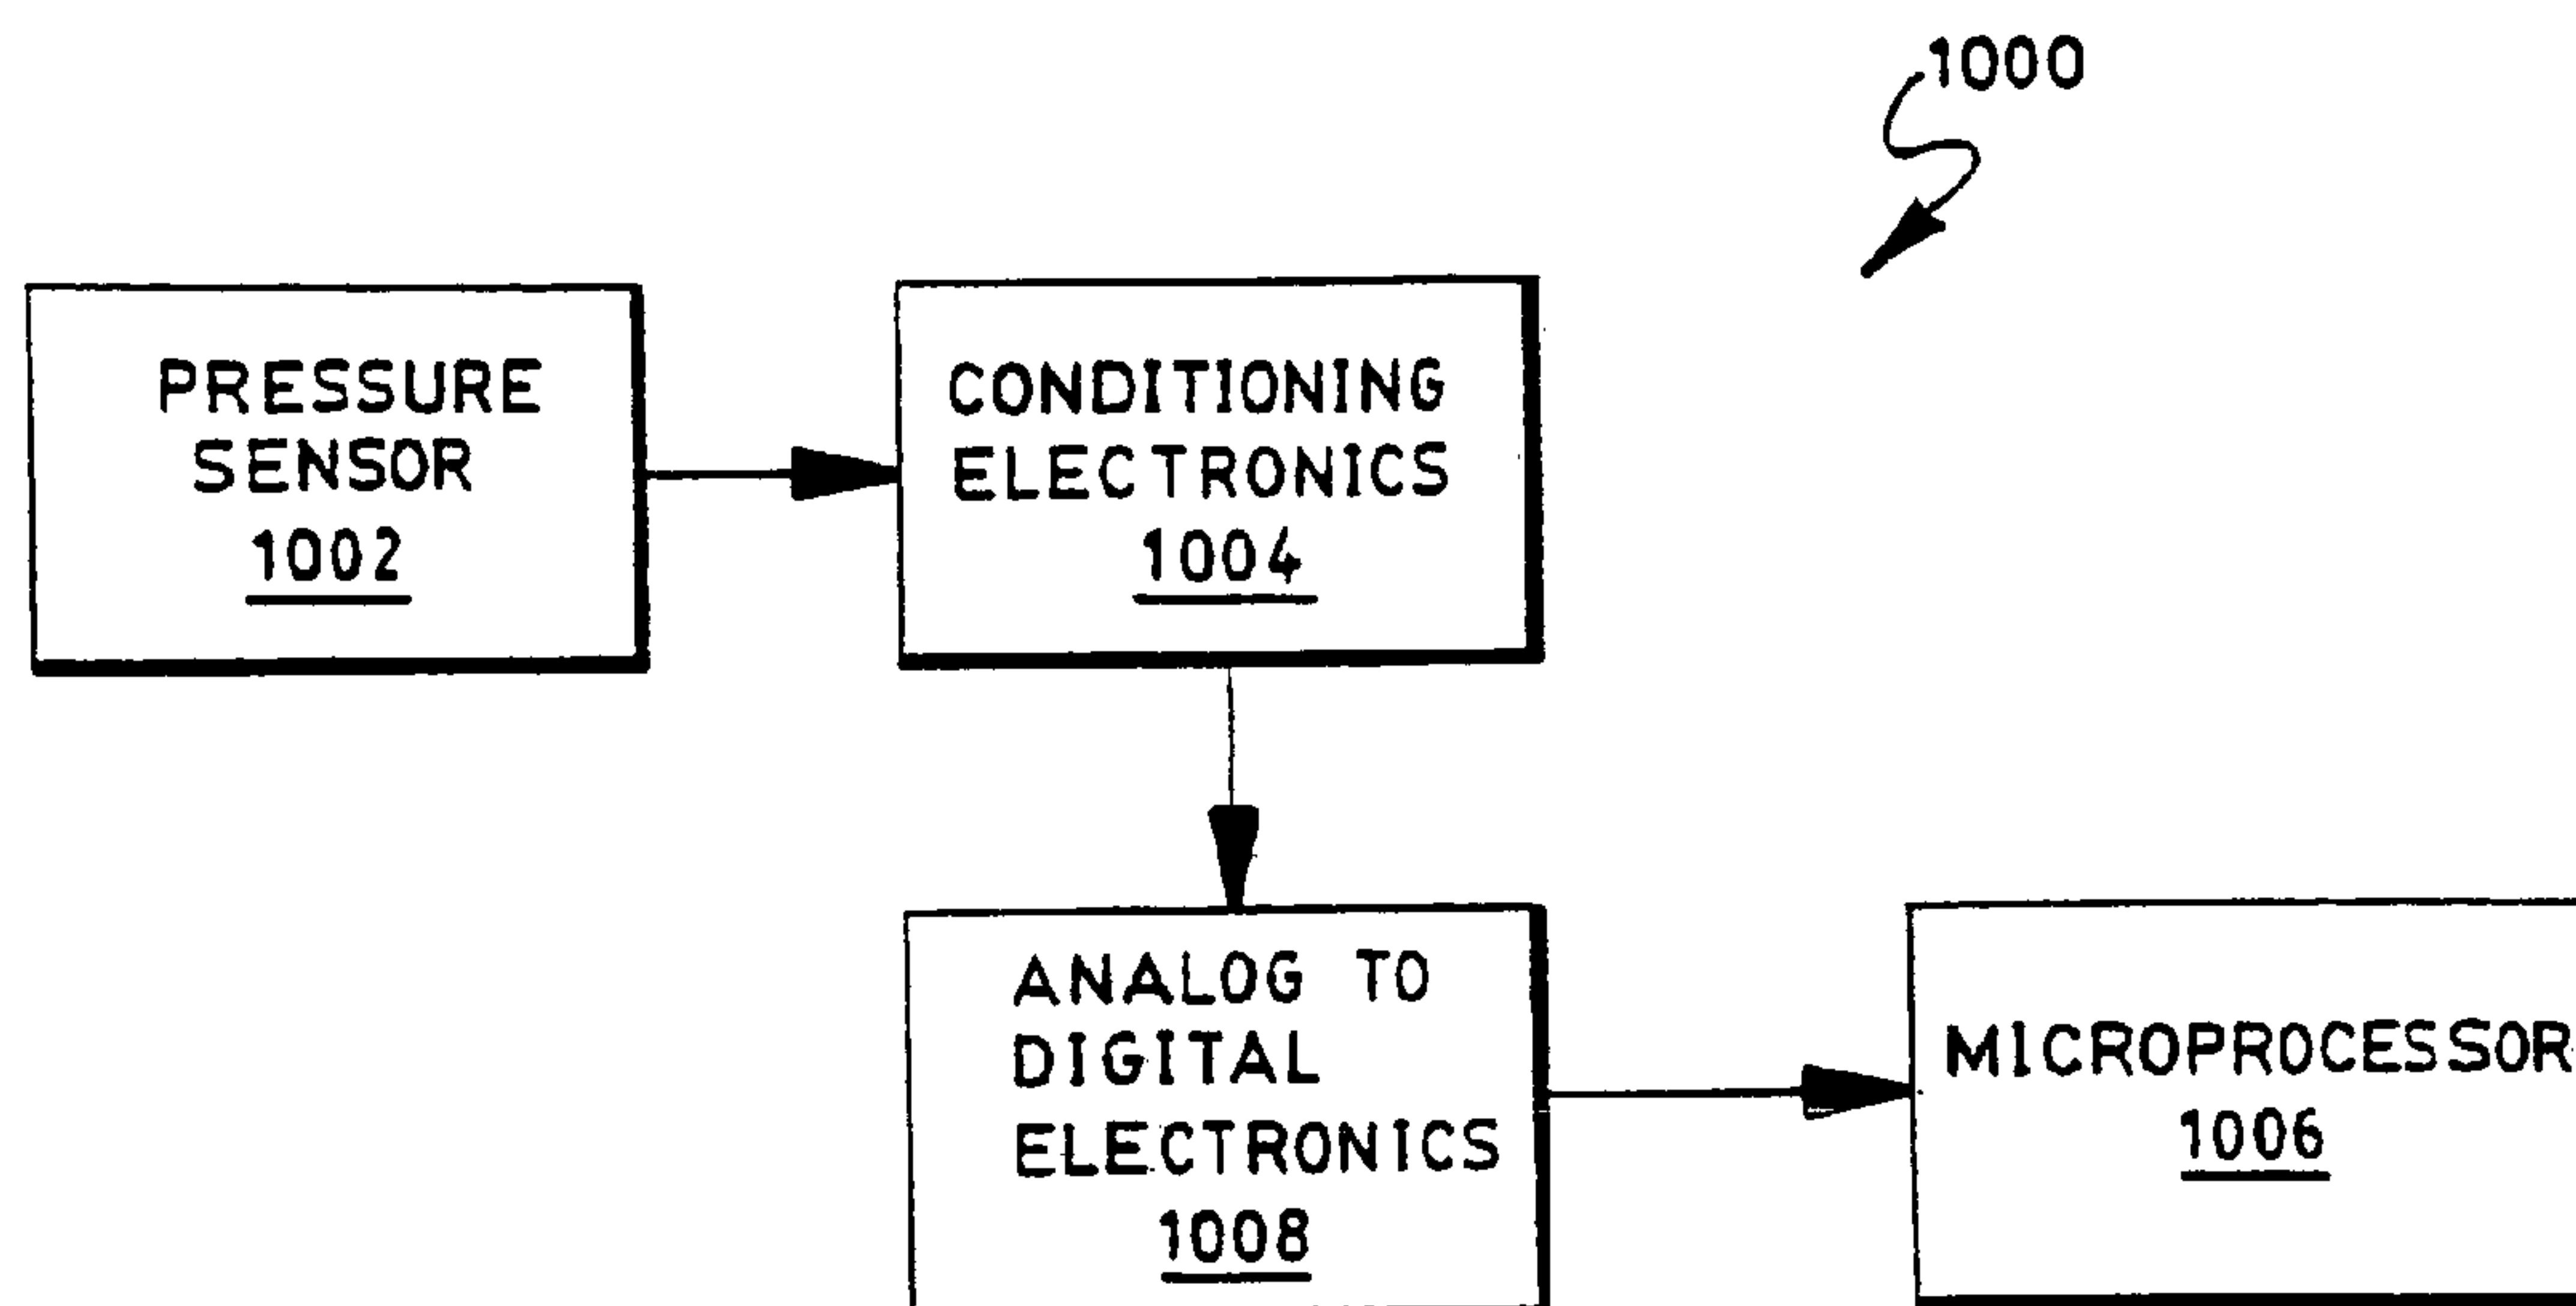 1000
PRESSURE
SENSOR
1002
CONDITIONING
ELECTRONICS
1004
ANALOG TO
DIGITAL
ELECTRONICS
1008
MICROPROCESSOR
1006